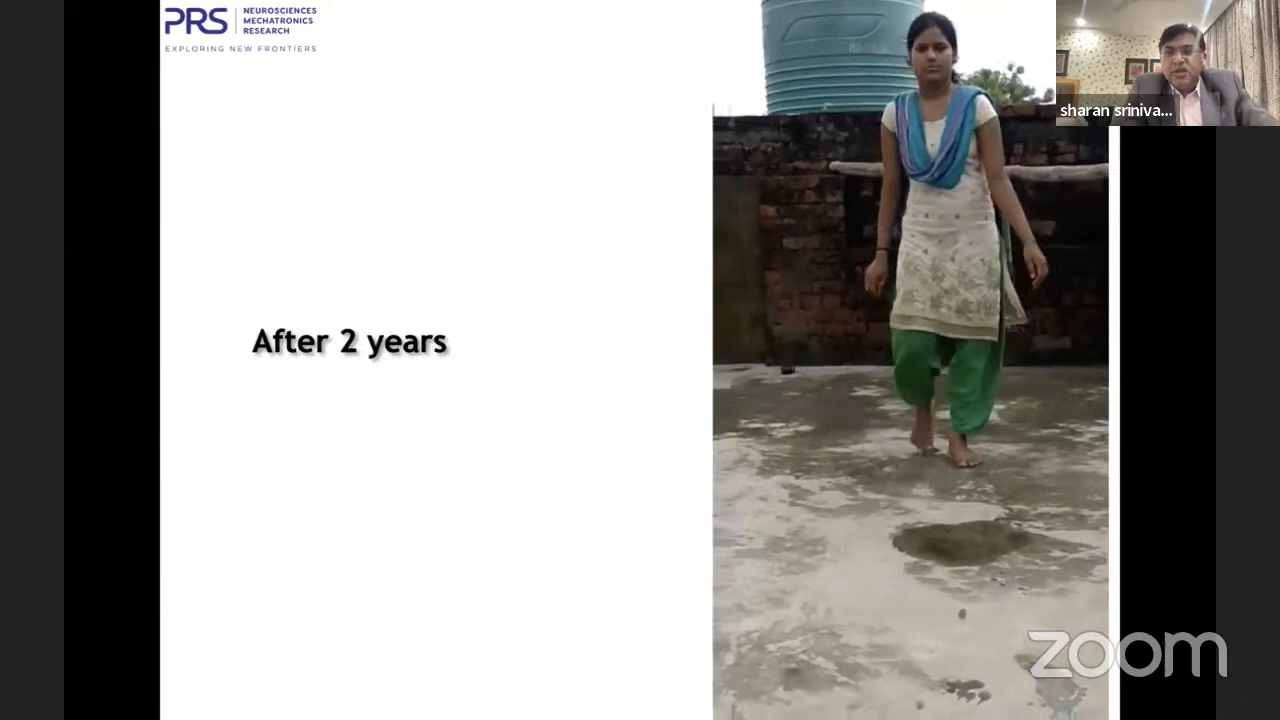 PRS
NEUROSCIENCES
MECHATRONICS
RESEARCH
EXPLORING NEW FRONTIERS
sharan sriniva...
After 2 years
zoom